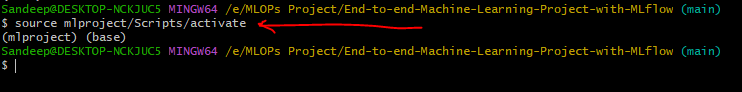 Sandeep@DESKTOP-NCKJUC5 MINGW64 /e/MLOPs Project/End-to-end-Machine-Learning-Project-with-MLflow (main)
$ source mlproject/Scripts/activate
(mlproject) (base)
Sandeep@DESKTOP-NCKJUC5 MINGW64 /e/MLOPs Project/End-to-end-Machine-Learning-Project-with-MLflow (main)
$